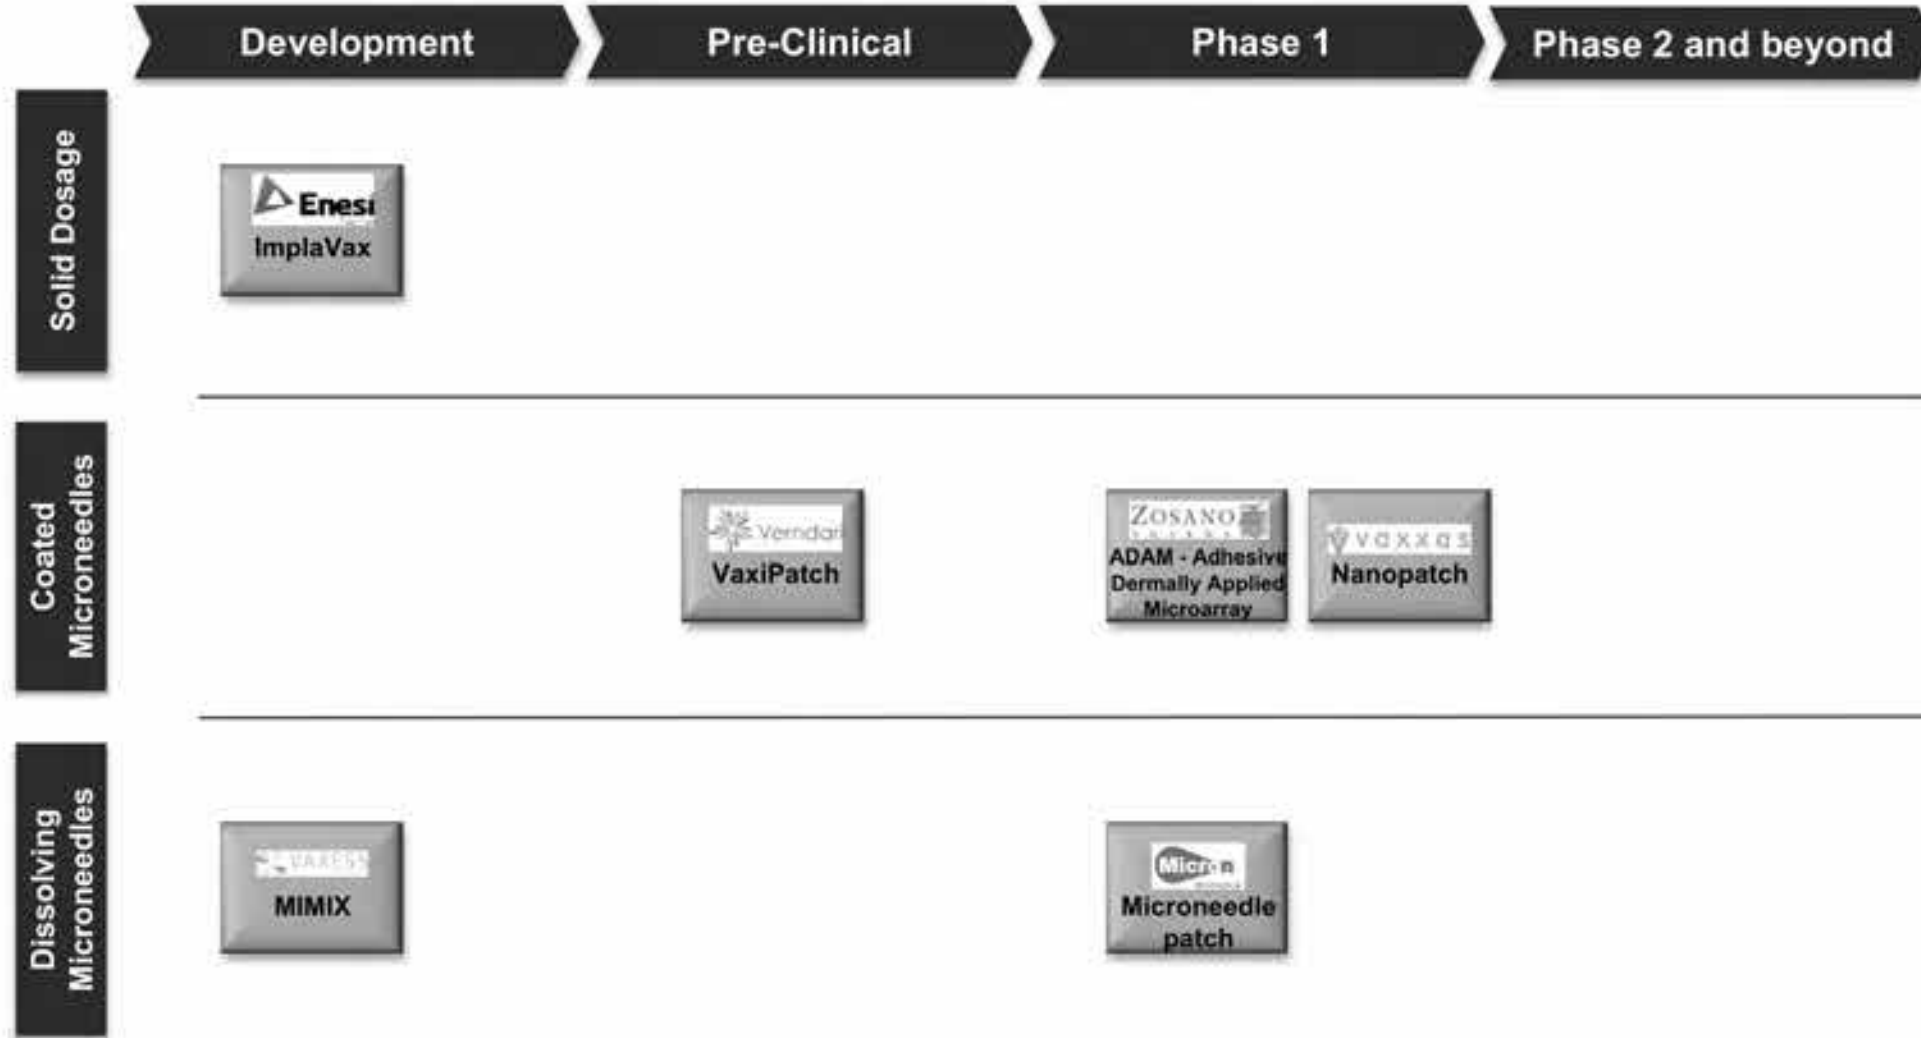 Development
Pre-Clinical
Phase 1
Phase 2 and beyond
Solid Dosage
Enesi
ImplaVax
Coated
Microneedles
Verndari
VaxiPatch
ZOSANO
ADAM - Adhesive
Dermally Applied
Microarray
vaxxas
Nanopatch
Dissolving
Microneedles
VAXESS
MIMIX
Micron
Microneedle
patch